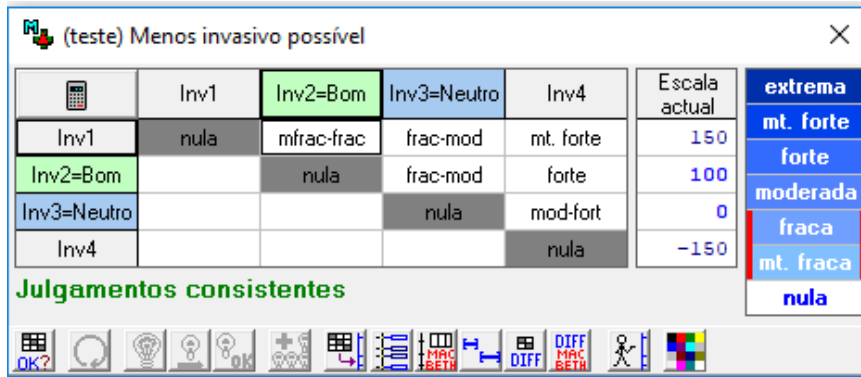 (teste) Menos invasivo possível
Inv1 Inv2=Bom Inv3=Neutro Inv4 Escala actual
Inv1 nula mfrac-frac frac-mod mt. forte 150
Inv2=Bom nula frac-mod forte 100
Inv3=Neutro nula mod-fort 0
Inv4 nula -150
extrema
mt. forte
forte
moderada
fraca
mt. fraca
nula
Julgamentos consistentes
OK? OK MAC BETH DIFF DIFF MAC BETH